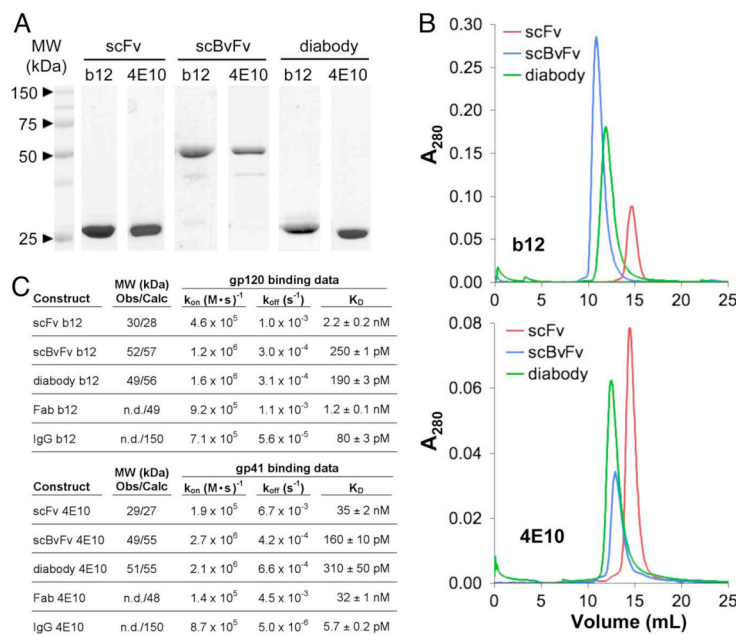 A
MW
(kDa)
scFv scBvFv diabody
b12 4E10 b12 4E10 b12 4E10
150
75
50
25
B
0.30
0.25
0.20
0.15
0.10
0.05
0.00
A280
scFv
scBvFv
diabody
b12
0 5 10 15 20 25
0.08
0.06
0.04
0.02
0.00
A280
scFv
scBvFv
diabody
4E10
0 5 10 15 20 25
Volume (mL)
C
MW (kDa) gp120 binding data
Construct Obs/Calc kon (M•s)-1 koff (s-1) KD
scFv b12 30/28 4.6 x 10^5 1.0 x 10^-3 2.2 ± 0.2 nM
scBvFv b12 52/57 1.2 x 10^6 3.0 x 10^-4 250 ± 1 pM
diabody b12 49/56 1.6 x 10^6 3.1 x 10^-4 190 ± 3 pM
Fab b12 n.d./49 9.2 x 10^5 1.1 x 10^-3 1.2 ± 0.1 nM
IgG b12 n.d./150 7.1 x 10^5 5.6 x 10^-5 80 ± 3 pM
MW (kDa) gp41 binding data
Construct Obs/Calc kon (M•s)-1 koff (s-1) KD
scFv 4E10 29/27 1.9 x 10^5 6.7 x 10^-3 35 ± 2 nM
scBvFv 4E10 49/55 2.7 x 10^6 4.2 x 10^-4 160 ± 10 pM
diabody 4E10 51/55 2.1 x 10^6 6.6 x 10^-4 310 ± 50 pM
Fab 4E10 n.d./48 1.4 x 10^5 4.5 x 10^-3 32 ± 1 nM
IgG 4E10 n.d./150 8.7 x 10^5 5.0 x 10^-6 5.7 ± 0.2 pM